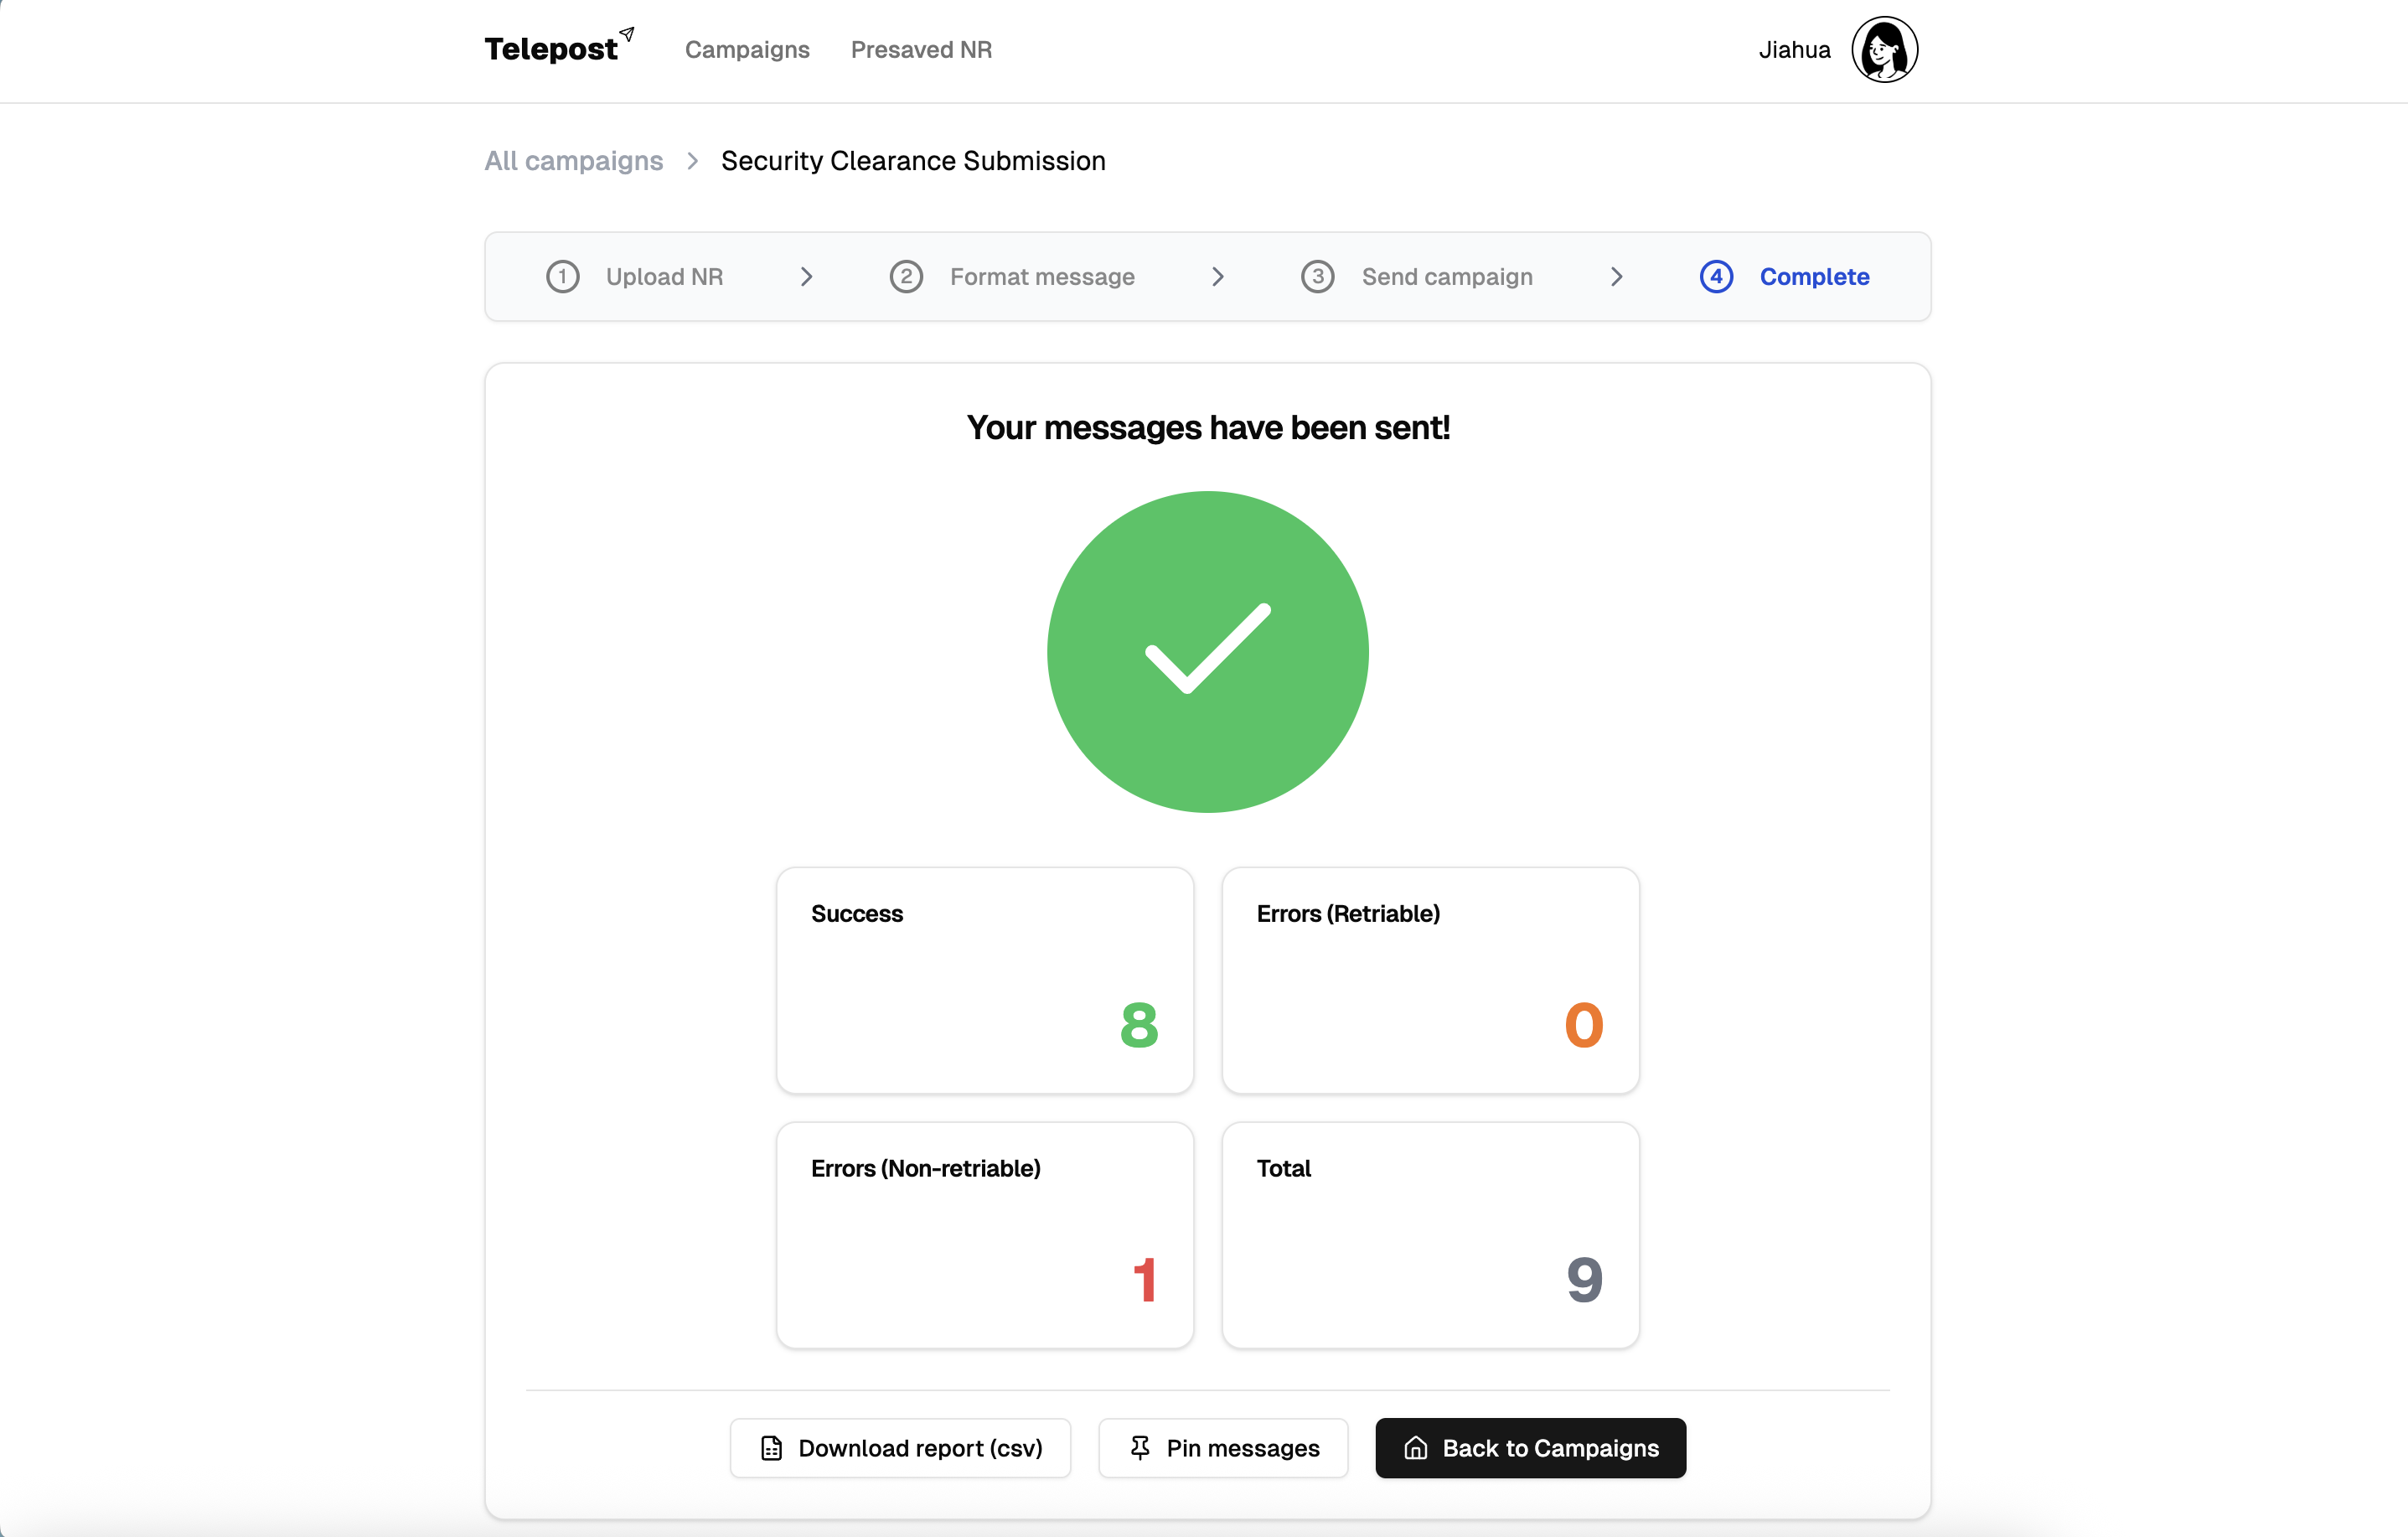 Telepost Campaigns Presaved NR Jiahua
All campaigns > Security Clearance Submission
1 Upload NR > 2 Format message > 3 Send campaign > 4 Complete
Your messages have been sent!
Success
8
Errors (Retriable)
0
Errors (Non-retriable)
1
Total
9
Download report (csv) Pin messages Back to Campaigns